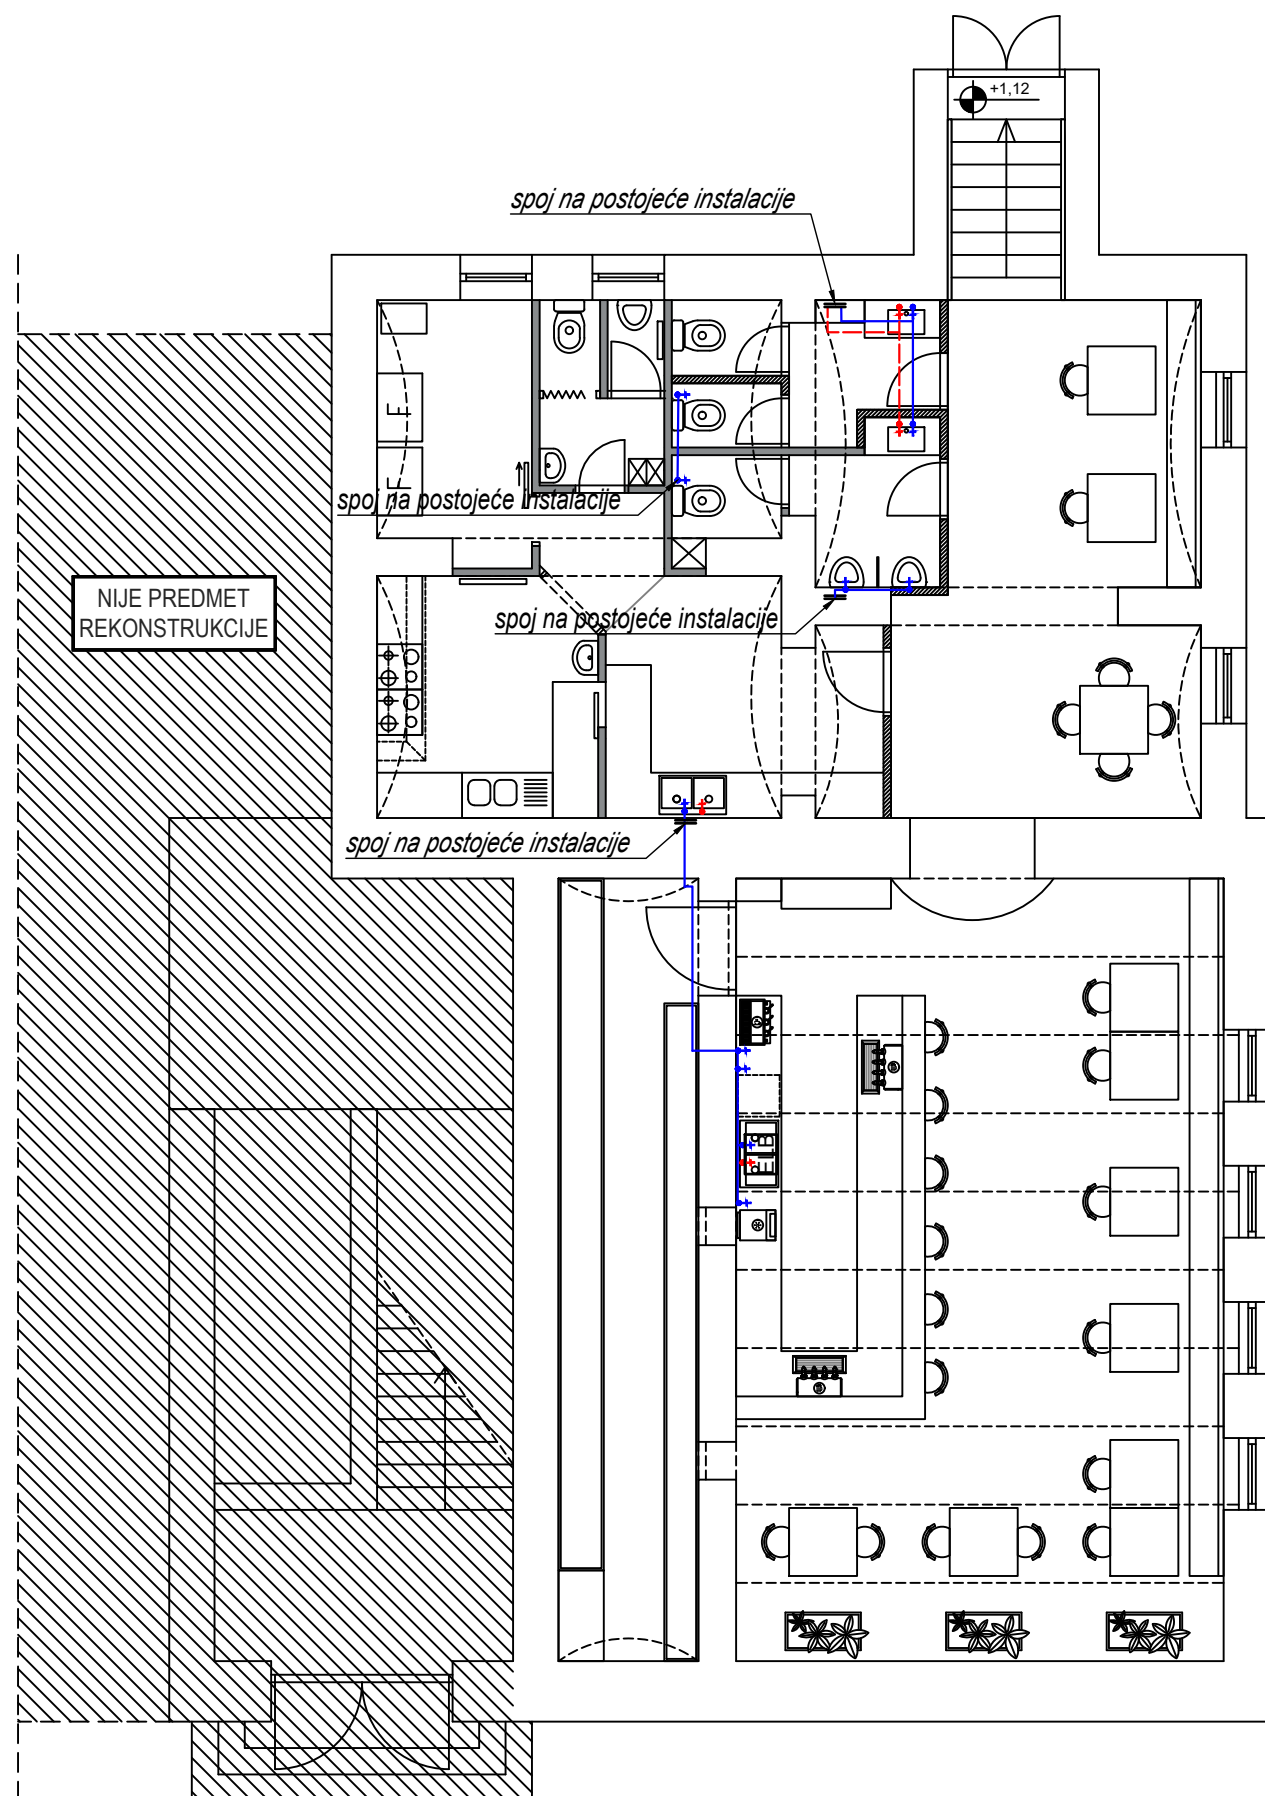 +1,12
spoj na postojeće instalacije
F
F
spoj na postojeće instalacije
NIJE PREDMET
REKONSTRUKCIJE
spoj na postojeće instalacije
spoj na postojeće instalacije